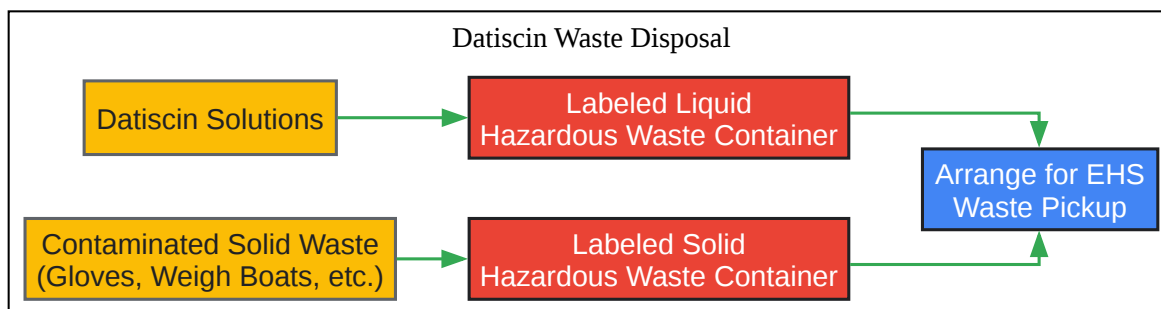 Datiscin Waste Disposal
Datiscin Solutions
Labeled Liquid
Hazardous Waste Container
Arrange for EHS
Waste Pickup
Contaminated Solid Waste
(Gloves, Weigh Boats, etc.)
Labeled Solid
Hazardous Waste Container